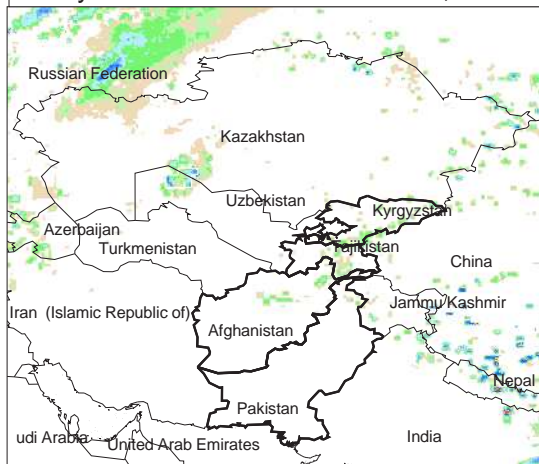 Russian Federation
Kazakhstan
Uzbekistan
Kyrgyzstan
Azerbaijan
Turkmenistan
Tajikistan
China
Iran (Islamic Republic of)
Jammu Kashmir
Afghanistan
Nepal
Pakistan
udi Arabia
United Arab Emirates
India